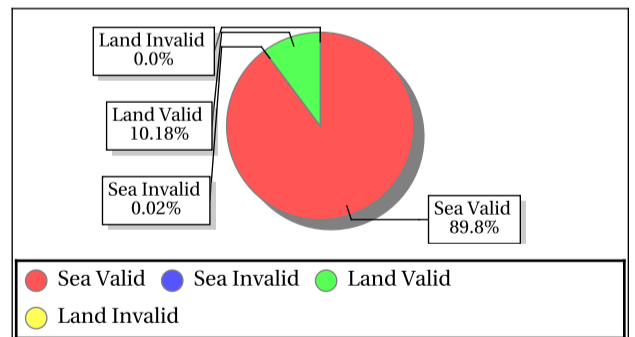 Land Invalid
0.0%
Land Valid
10.18%
Sea Invalid
0.02%
Sea Valid
89.8%
Sea Valid Sea Invalid Land Valid
Land Invalid